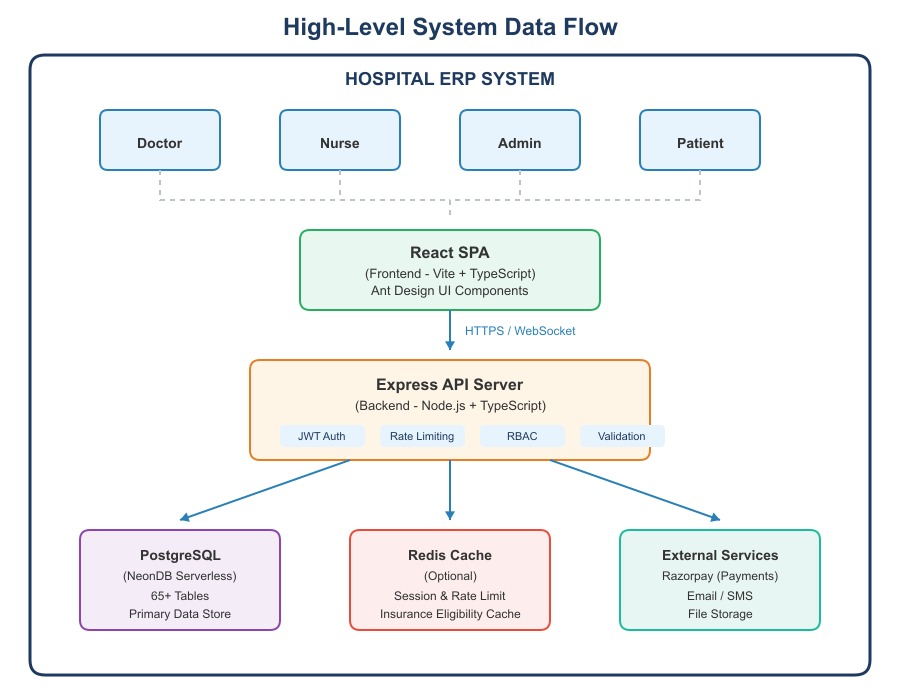 High-Level System Data Flow
HOSPITAL ERP SYSTEM
Doctor
Nurse
Admin
Patient
React SPA
(Frontend - Vite + TypeScript)
Ant Design UI Components
HTTPS / WebSocket
Express API Server
(Backend - Node.js + TypeScript)
JWT Auth
Rate Limiting
RBAC
Validation
PostgreSQL
(NeonDB Serverless)
65+ Tables
Primary Data Store
Redis Cache
(Optional)
Session & Rate Limit
Insurance Eligibility Cache
External Services
Razorpay (Payments)
Email / SMS
File Storage